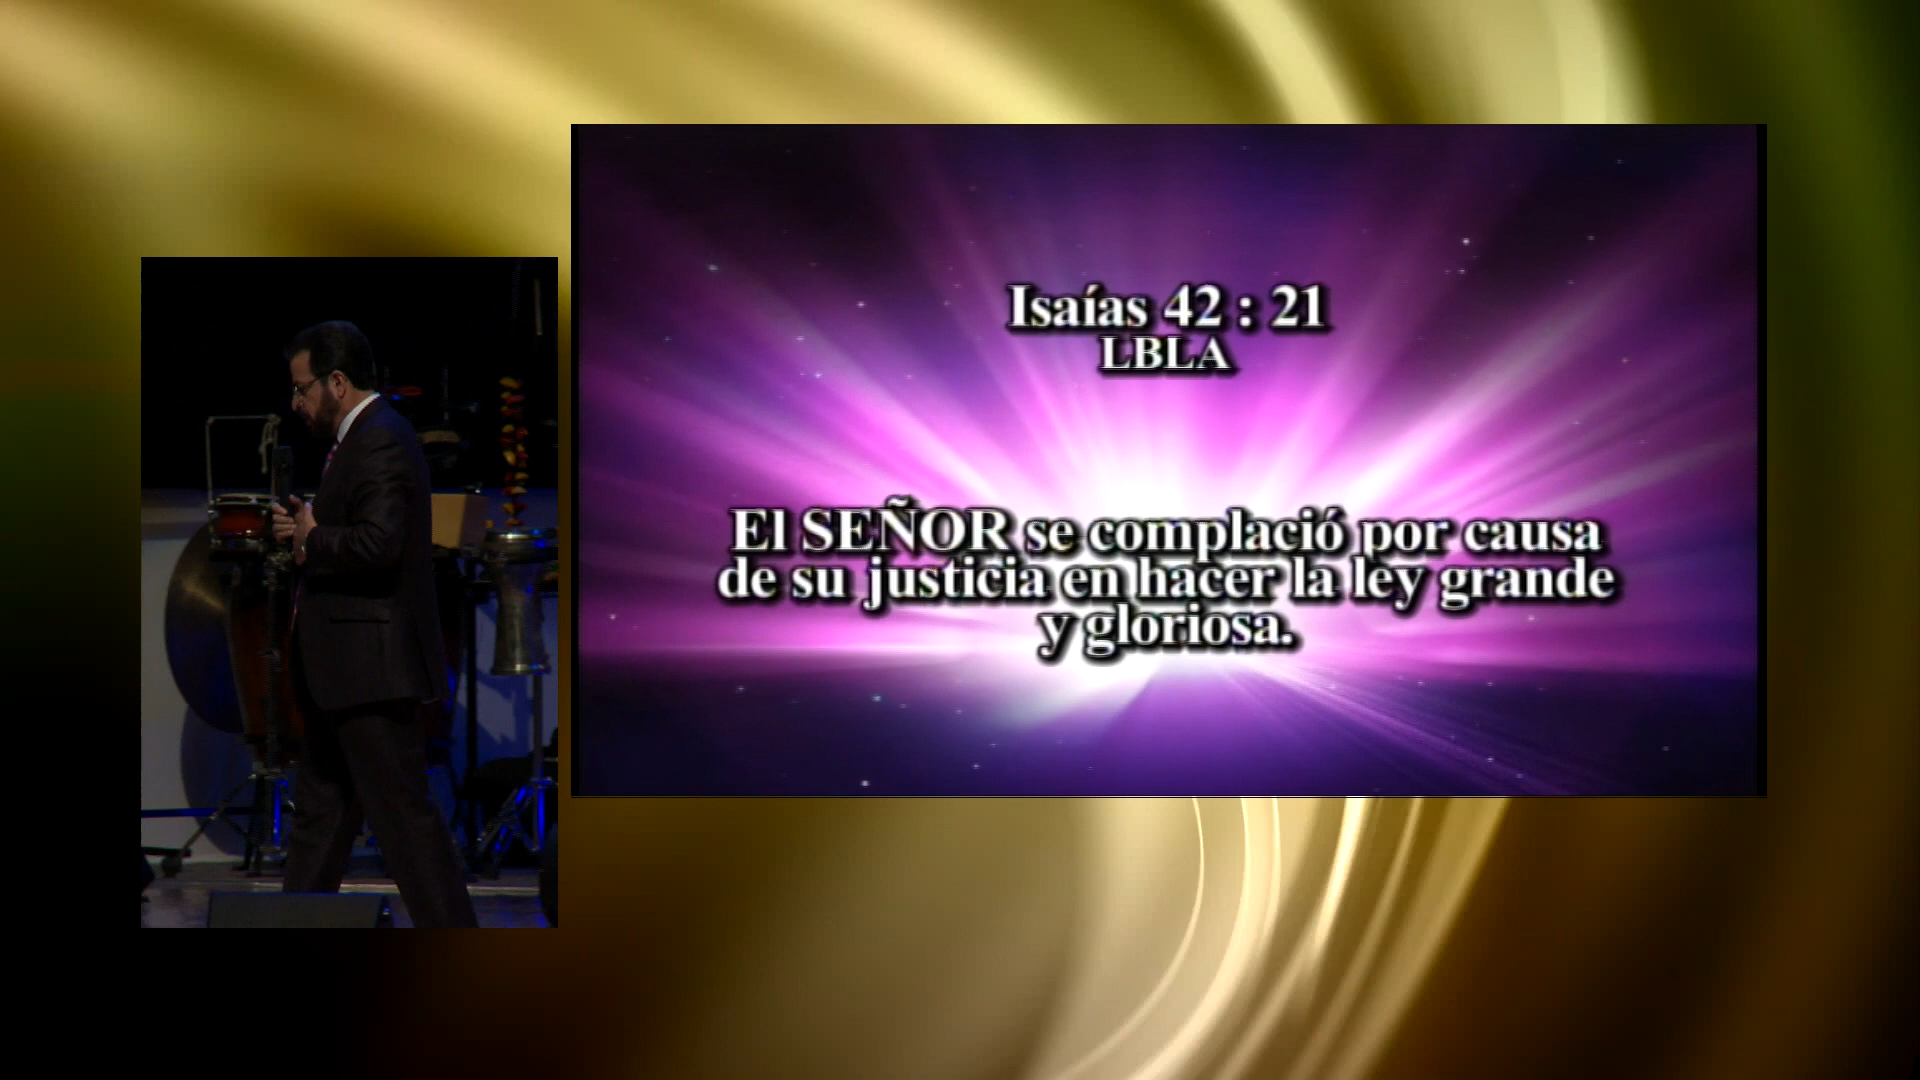 Isaías 42 : 21
LBLA
El SEÑOR se complació por causa
de su justicia en hacer la ley grande
y gloriosa.